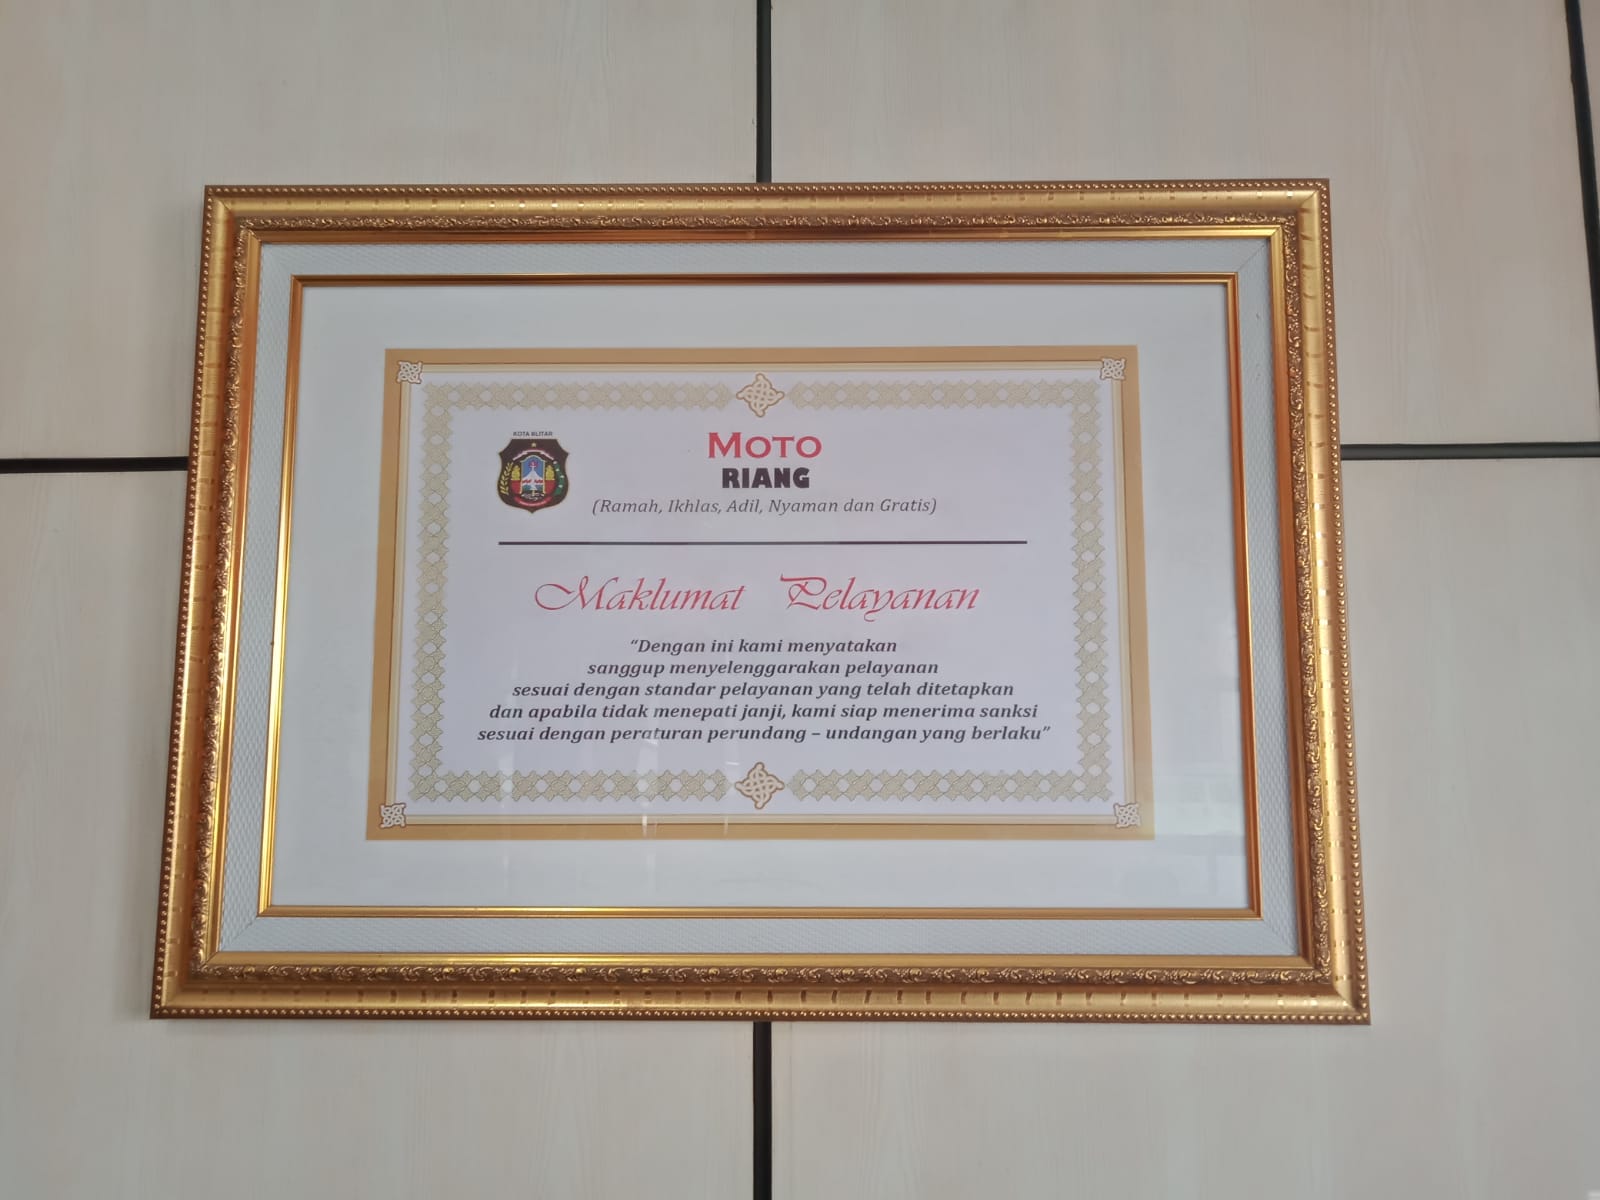 KOTA BLITAR
MOTO
RIANG
(Ramah, Ikhlas, Adil, Nyaman dan Gratis)
Maklumat Pelayanan
“Dengan ini kami menyatakan
sanggup menyelenggarakan pelayanan
sesuai dengan standar pelayanan yang telah ditetapkan
dan apabila tidak menepati janji, kami siap menerima sanksi
sesuai dengan peraturan perundang – undangan yang berlaku”